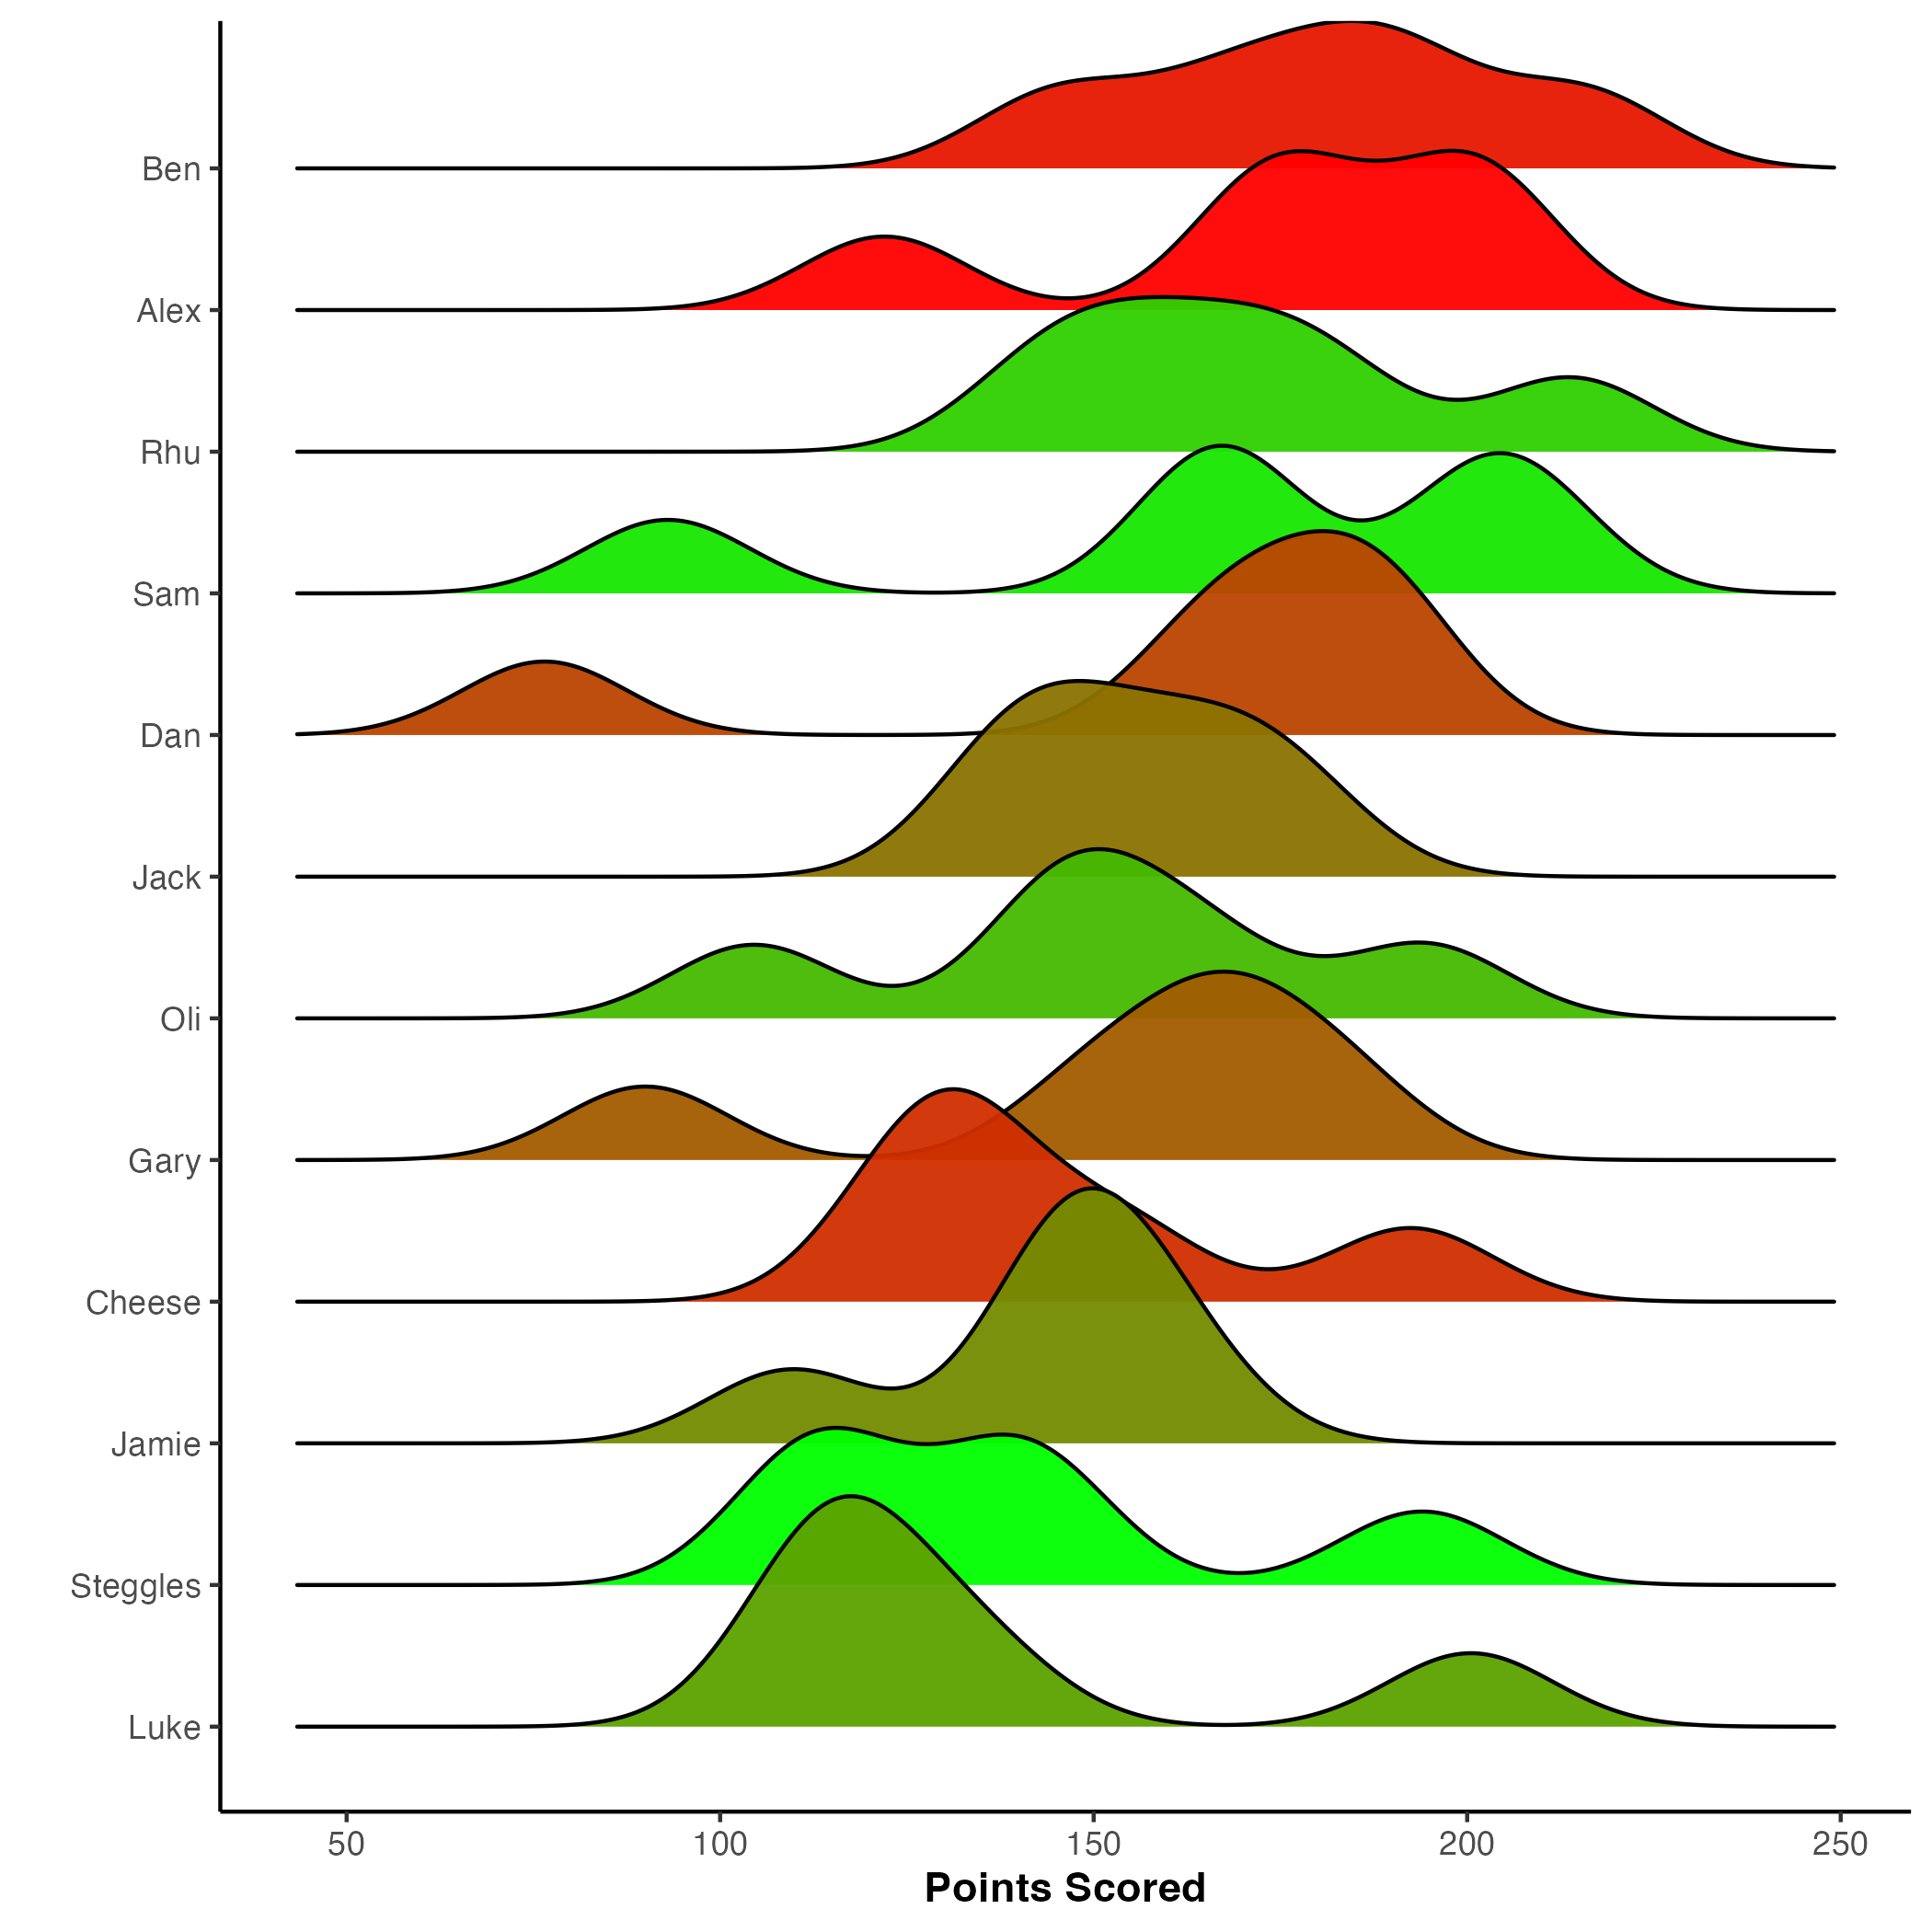 Ben
Alex
Rhu
Sam
Dan
Jack
Oli
Gary
Cheese
Jamie
Steggles
Luke
50 100 150 200 250
Points Scored